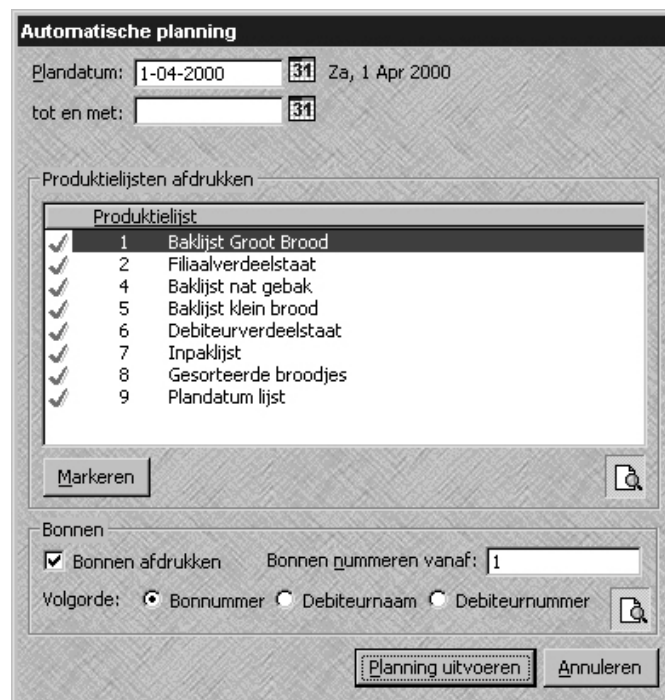 Automatische planning
Plandatum: 1-04-2000 31 Za, 1 Apr 2000
tot en met: 31
Produktielijsten afdrukken
Produktielijst
1 Baklijst Groot Brood
2 Filiaalverdeelstaat
4 Baklijst nat gebak
5 Baklijst klein brood
6 Debiteurverdeelstaat
7 Inpaklijst
8 Gesorteerde broodjes
9 Plandatum lijst
Markeren
Bonnen
Bonnen afdrukken Bonnen nummeren vanaf: 1
Volgorde: Bonnummer Debiteurnaam Debiteurnummer
Planning uitvoeren Annuleren